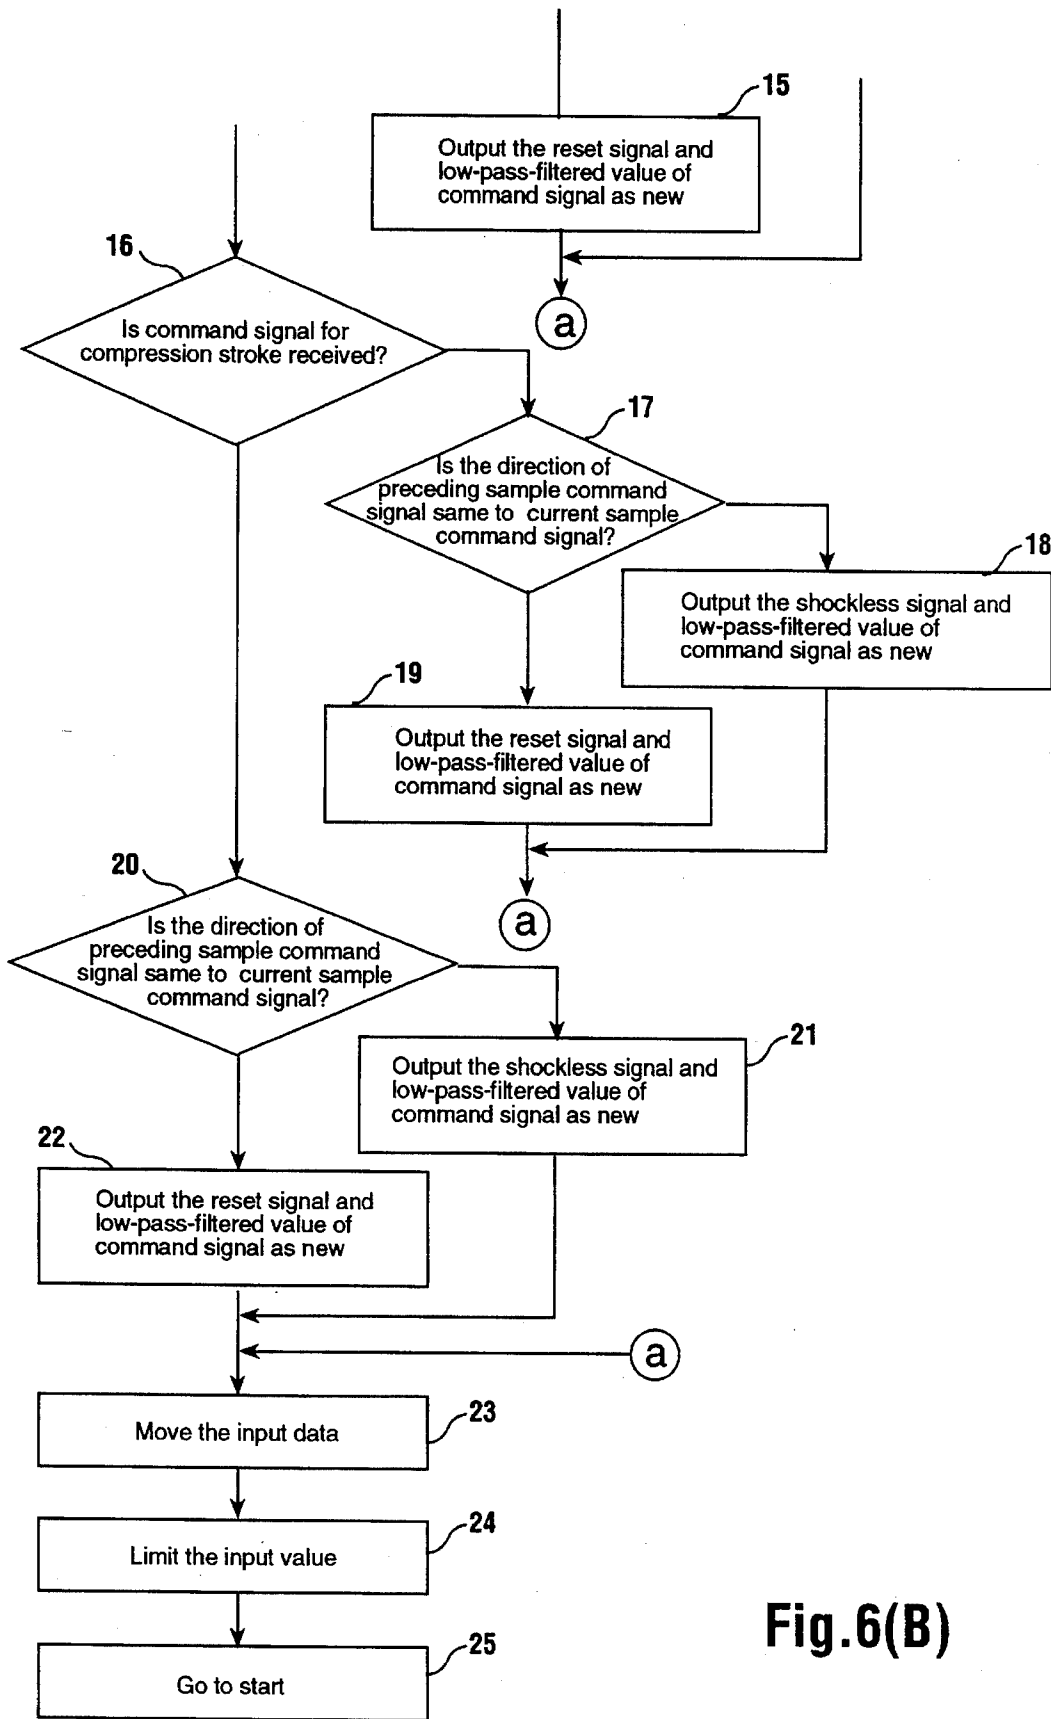 15
Output the reset signal and
low-pass-filtered value of
command signal as new
16
Is command signal for
compression stroke received?
a
17
Is the direction of
preceding sample command
signal same to current sample
command signal?
18
Output the shockless signal and
low-pass-filtered value of
command signal as new
19
Output the reset signal and
low-pass-filtered value of
command signal as new
20
Is the direction of
preceding sample command
signal same to current sample
command signal?
a
21
Output the shockless signal and
low-pass-filtered value of
command signal as new
22
Output the reset signal and
low-pass-filtered value of
command signal as new
a
23
Move the input data
24
Limit the input value
25
Go to start
Fig.6(B)